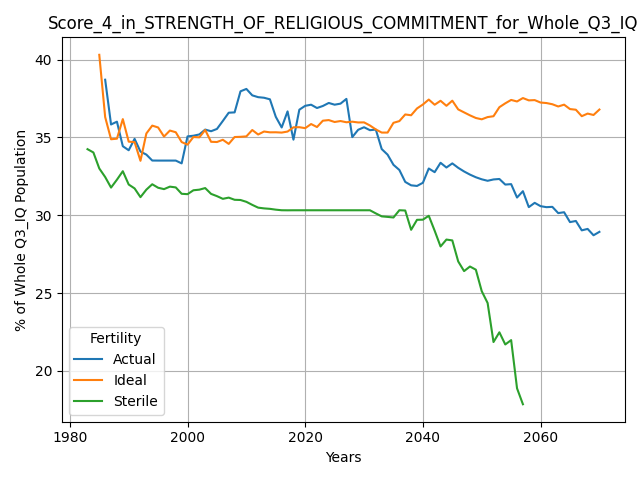 Score_4_in_STRENGTH_OF_RELIGIOUS_COMMITMENT_for_Whole_Q3_IQ
% of Whole Q3_IQ Population
40
35
30
25
20
Fertility
Actual
Ideal
Sterile
1980
2000
2020
2040
2060
Years